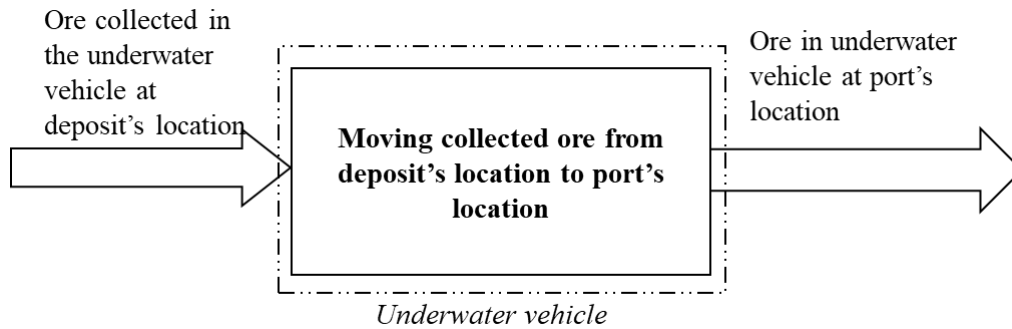 Ore collected in
the underwater
vehicle at
deposit's location
Moving collected ore from
deposit's location to port's
location
Ore in underwater
vehicle at port's
location
Underwater vehicle